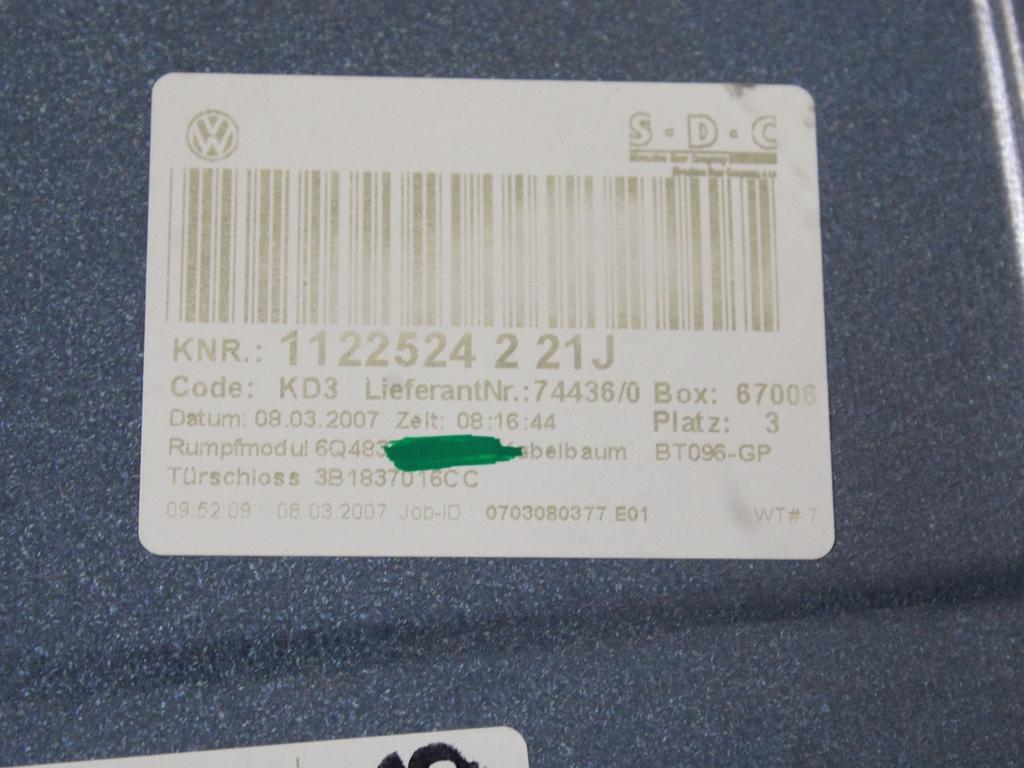 S·D·C
KNR.: 1122524 2 21J
Code: KD3 LieferantNr.:74436/0 Box: 67006
Datum: 08.03.2007 Zeit: 08:16:44 Platz: 3
Rumpfmodul BT096-GP
Türschloss 3B1837016CC
09:52:09 08.03.2007 Job-ID 0703080377.E01 WT# 7